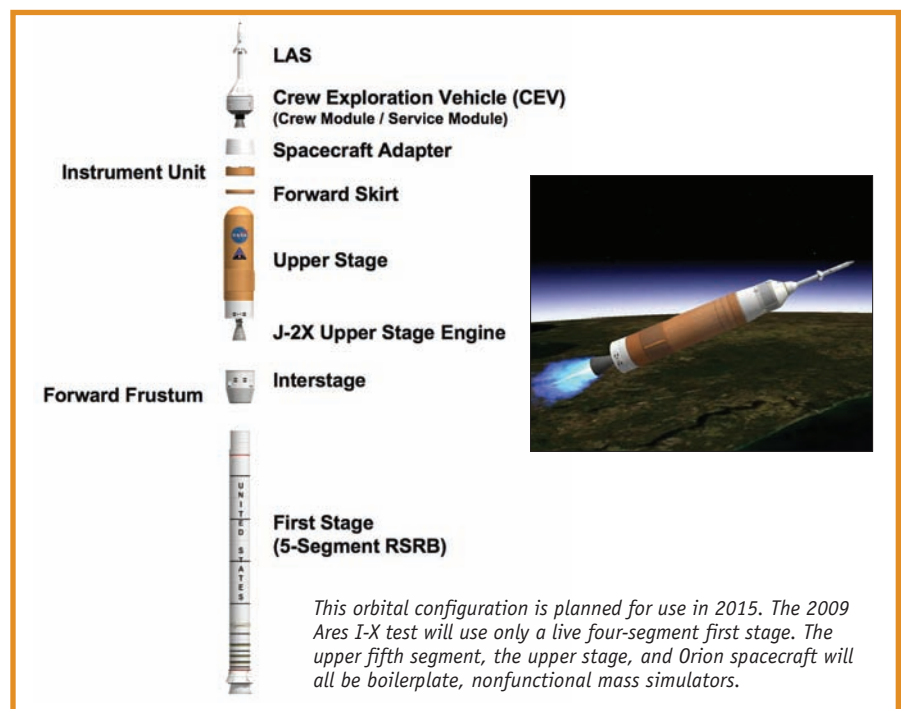 LAS
Crew Exploration Vehicle (CEV)
(Crew Module / Service Module)
Spacecraft Adapter
Instrument Unit
Forward Skirt
NASA
Upper Stage
J-2X Upper Stage Engine
Interstage
Forward Frustum
UNITED STATES
First Stage
(5-Segment RSRB)
This orbital configuration is planned for use in 2015. The 2009
Ares I-X test will use only a live four-segment first stage. The
upper fifth segment, the upper stage, and Orion spacecraft will
all be boilerplate, nonfunctional mass simulators.